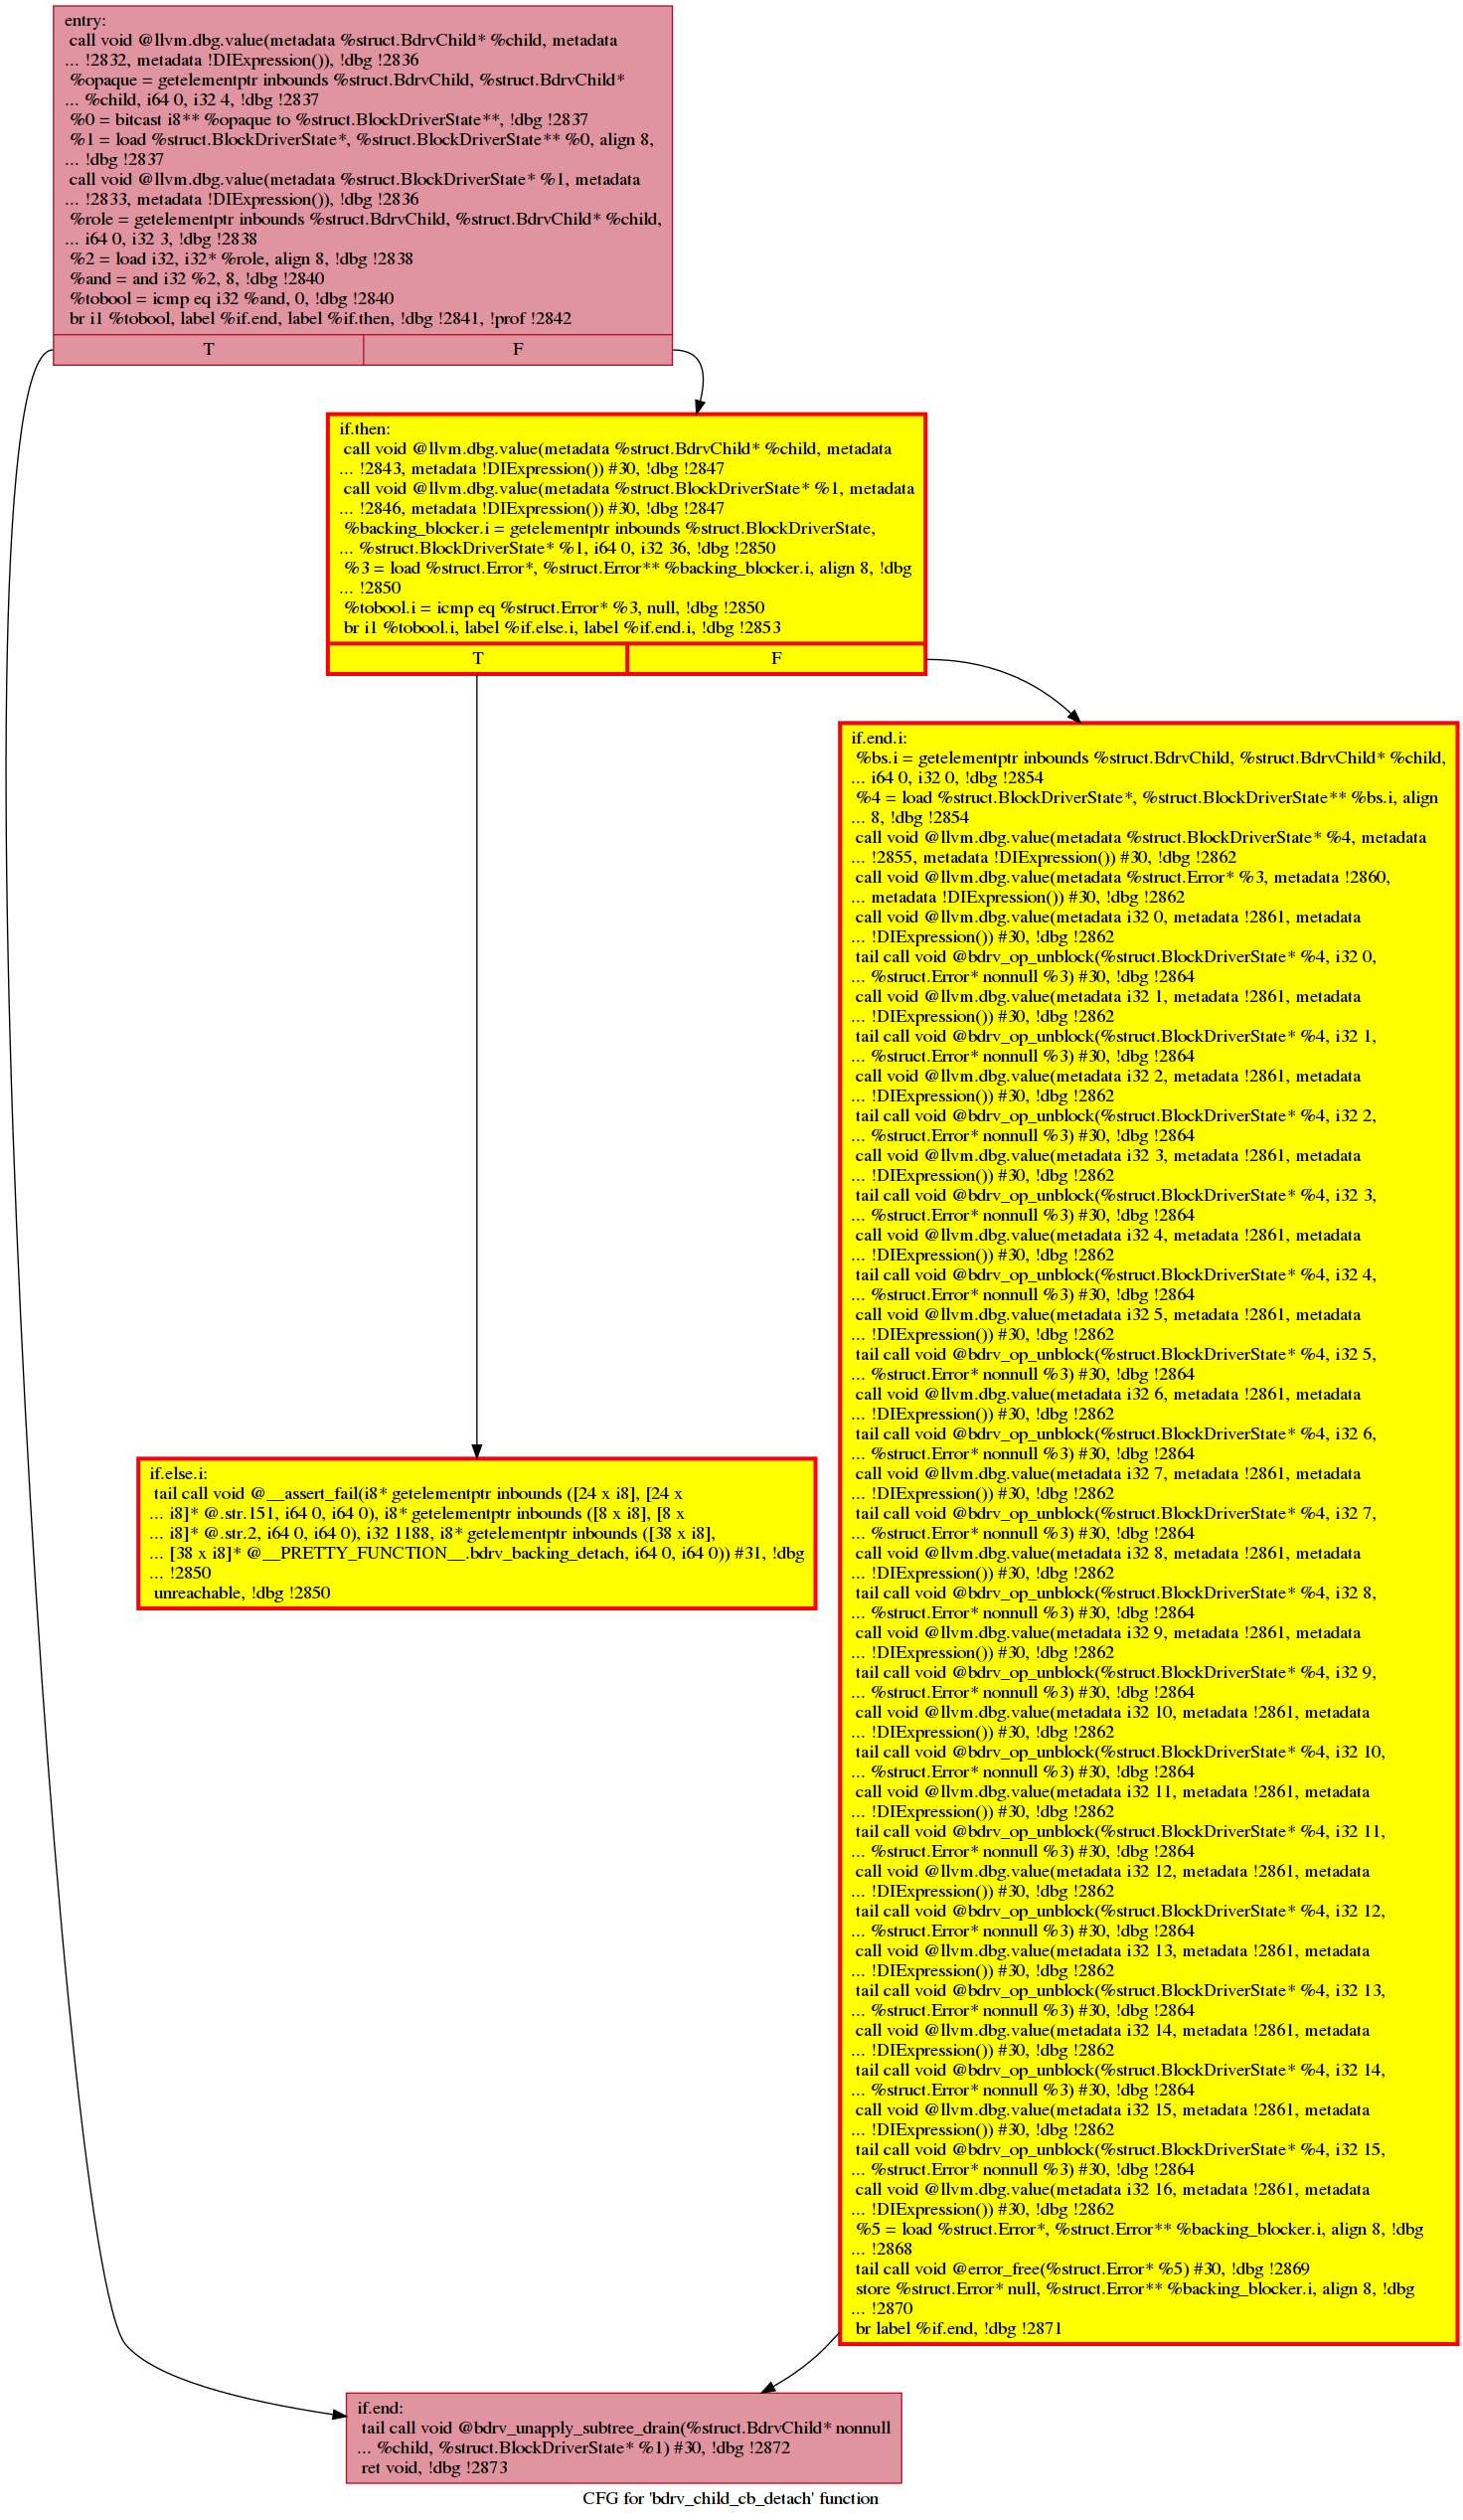 entry:
call void @llvm.dbg.value(metadata %struct.BdrvChild* %child, metadata
... !2832, metadata !DIExpression()), !dbg !2836
%opaque = getelementptr inbounds %struct.BdrvChild, %struct.BdrvChild*
... %child, i64 0, i32 4, !dbg !2837
%0 = bitcast i8** %opaque to %struct.BlockDriverState**, !dbg !2837
%1 = load %struct.BlockDriverState*, %struct.BlockDriverState** %0, align 8,
... !dbg !2837
call void @llvm.dbg.value(metadata %struct.BlockDriverState* %1, metadata
... !2833, metadata !DIExpression()), !dbg !2836
%role = getelementptr inbounds %struct.BdrvChild, %struct.BdrvChild* %child,
... i64 0, i32 3, !dbg !2838
%2 = load i32, i32* %role, align 8, !dbg !2838
%and = and i32 %2, 8, !dbg !2840
%tobool = icmp eq i32 %and, 0, !dbg !2840
br i1 %tobool, label %if.end, label %if.then, !dbg !2841, !prof !2842
T F
if.then:
call void @llvm.dbg.value(metadata %struct.BdrvChild* %child, metadata
... !2843, metadata !DIExpression()) #30, !dbg !2847
call void @llvm.dbg.value(metadata %struct.BlockDriverState* %1, metadata
... !2846, metadata !DIExpression()) #30, !dbg !2847
%backing_blocker.i = getelementptr inbounds %struct.BlockDriverState,
... %struct.BlockDriverState* %1, i64 0, i32 36, !dbg !2850
%3 = load %struct.Error*, %struct.Error** %backing_blocker.i, align 8, !dbg
... !2850
%tobool.i = icmp eq %struct.Error* %3, null, !dbg !2850
br i1 %tobool.i, label %if.else.i, label %if.end.i, !dbg !2853
T F
if.end.i:
%bs.i = getelementptr inbounds %struct.BdrvChild, %struct.BdrvChild* %child,
... i64 0, i32 0, !dbg !2854
%4 = load %struct.BlockDriverState*, %struct.BlockDriverState** %bs.i, align
... 8, !dbg !2854
call void @llvm.dbg.value(metadata %struct.BlockDriverState* %4, metadata
... !2855, metadata !DIExpression()) #30, !dbg !2862
call void @llvm.dbg.value(metadata %struct.Error* %3, metadata !2860,
... metadata !DIExpression()) #30, !dbg !2862
call void @llvm.dbg.value(metadata i32 0, metadata !2861, metadata
... !DIExpression()) #30, !dbg !2862
tail call void @bdrv_op_unblock(%struct.BlockDriverState* %4, i32 0,
... %struct.Error* nonnull %3) #30, !dbg !2864
call void @llvm.dbg.value(metadata i32 1, metadata !2861, metadata
... !DIExpression()) #30, !dbg !2862
tail call void @bdrv_op_unblock(%struct.BlockDriverState* %4, i32 1,
... %struct.Error* nonnull %3) #30, !dbg !2864
call void @llvm.dbg.value(metadata i32 2, metadata !2861, metadata
... !DIExpression()) #30, !dbg !2862
tail call void @bdrv_op_unblock(%struct.BlockDriverState* %4, i32 2,
... %struct.Error* nonnull %3) #30, !dbg !2864
call void @llvm.dbg.value(metadata i32 3, metadata !2861, metadata
... !DIExpression()) #30, !dbg !2862
tail call void @bdrv_op_unblock(%struct.BlockDriverState* %4, i32 3,
... %struct.Error* nonnull %3) #30, !dbg !2864
call void @llvm.dbg.value(metadata i32 4, metadata !2861, metadata
... !DIExpression()) #30, !dbg !2862
tail call void @bdrv_op_unblock(%struct.BlockDriverState* %4, i32 4,
... %struct.Error* nonnull %3) #30, !dbg !2864
call void @llvm.dbg.value(metadata i32 5, metadata !2861, metadata
... !DIExpression()) #30, !dbg !2862
tail call void @bdrv_op_unblock(%struct.BlockDriverState* %4, i32 5,
... %struct.Error* nonnull %3) #30, !dbg !2864
call void @llvm.dbg.value(metadata i32 6, metadata !2861, metadata
... !DIExpression()) #30, !dbg !2862
tail call void @bdrv_op_unblock(%struct.BlockDriverState* %4, i32 6,
... %struct.Error* nonnull %3) #30, !dbg !2864
call void @llvm.dbg.value(metadata i32 7, metadata !2861, metadata
... !DIExpression()) #30, !dbg !2862
tail call void @bdrv_op_unblock(%struct.BlockDriverState* %4, i32 7,
... %struct.Error* nonnull %3) #30, !dbg !2864
call void @llvm.dbg.value(metadata i32 8, metadata !2861, metadata
... !DIExpression()) #30, !dbg !2862
tail call void @bdrv_op_unblock(%struct.BlockDriverState* %4, i32 8,
... %struct.Error* nonnull %3) #30, !dbg !2864
call void @llvm.dbg.value(metadata i32 9, metadata !2861, metadata
... !DIExpression()) #30, !dbg !2862
tail call void @bdrv_op_unblock(%struct.BlockDriverState* %4, i32 9,
... %struct.Error* nonnull %3) #30, !dbg !2864
call void @llvm.dbg.value(metadata i32 10, metadata !2861, metadata
... !DIExpression()) #30, !dbg !2862
tail call void @bdrv_op_unblock(%struct.BlockDriverState* %4, i32 10,
... %struct.Error* nonnull %3) #30, !dbg !2864
call void @llvm.dbg.value(metadata i32 11, metadata !2861, metadata
... !DIExpression()) #30, !dbg !2862
tail call void @bdrv_op_unblock(%struct.BlockDriverState* %4, i32 11,
... %struct.Error* nonnull %3) #30, !dbg !2864
call void @llvm.dbg.value(metadata i32 12, metadata !2861, metadata
... !DIExpression()) #30, !dbg !2862
tail call void @bdrv_op_unblock(%struct.BlockDriverState* %4, i32 12,
... %struct.Error* nonnull %3) #30, !dbg !2864
call void @llvm.dbg.value(metadata i32 13, metadata !2861, metadata
... !DIExpression()) #30, !dbg !2862
tail call void @bdrv_op_unblock(%struct.BlockDriverState* %4, i32 13,
... %struct.Error* nonnull %3) #30, !dbg !2864
call void @llvm.dbg.value(metadata i32 14, metadata !2861, metadata
... !DIExpression()) #30, !dbg !2862
tail call void @bdrv_op_unblock(%struct.BlockDriverState* %4, i32 14,
... %struct.Error* nonnull %3) #30, !dbg !2864
call void @llvm.dbg.value(metadata i32 15, metadata !2861, metadata
... !DIExpression()) #30, !dbg !2862
tail call void @bdrv_op_unblock(%struct.BlockDriverState* %4, i32 15,
... %struct.Error* nonnull %3) #30, !dbg !2864
call void @llvm.dbg.value(metadata i32 16, metadata !2861, metadata
... !DIExpression()) #30, !dbg !2862
%5 = load %struct.Error*, %struct.Error** %backing_blocker.i, align 8, !dbg
... !2868
tail call void @error_free(%struct.Error* %5) #30, !dbg !2869
store %struct.Error* null, %struct.Error** %backing_blocker.i, align 8, !dbg
... !2870
br label %if.end, !dbg !2871
if.else.i:
tail call void @__assert_fail(i8* getelementptr inbounds ([24 x i8], [24 x
... i8]* @.str.151, i64 0, i64 0), i8* getelementptr inbounds ([8 x i8], [8 x
... i8]* @.str.2, i64 0, i64 0), i32 1188, i8* getelementptr inbounds ([38 x i8],
... [38 x i8]* @__PRETTY_FUNCTION__.bdrv_backing_detach, i64 0, i64 0)) #31, !dbg
... !2850
unreachable, !dbg !2850
if.end:
tail call void @bdrv_unapply_subtree_drain(%struct.BdrvChild* nonnull
... %child, %struct.BlockDriverState* %1) #30, !dbg !2872
ret void, !dbg !2873
CFG for 'bdrv_child_cb_detach' function